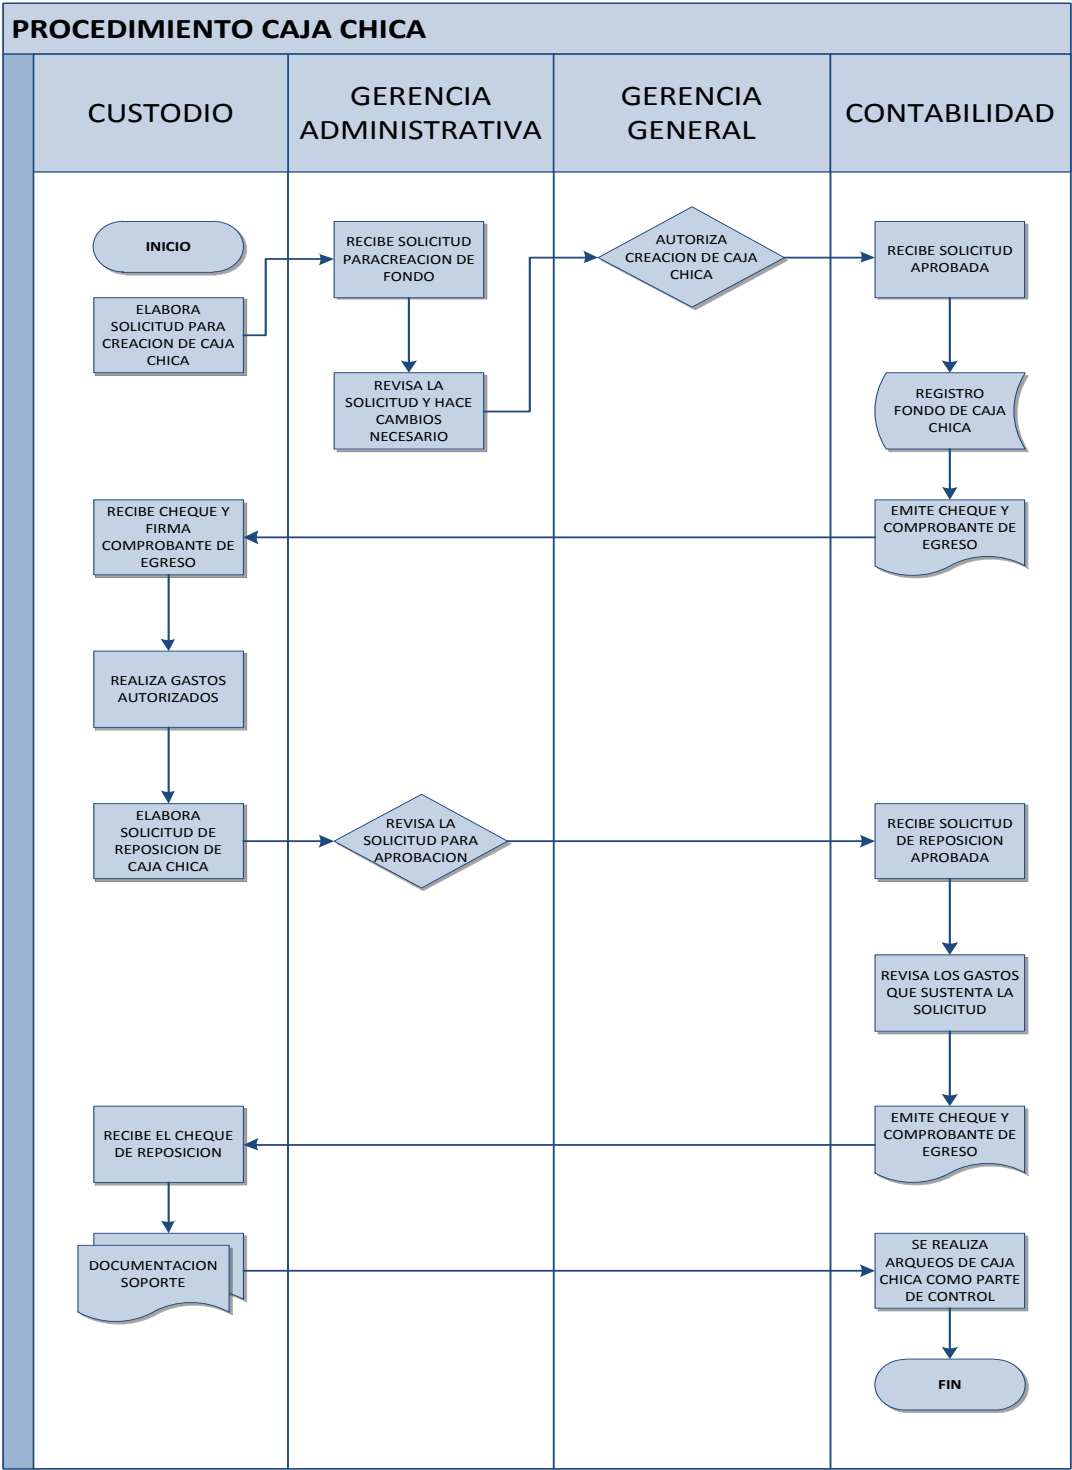 PROCEDIMIENTO CAJA CHICA
CUSTODIO
GERENCIA
ADMINISTRATIVA
GERENCIA
GENERAL
CONTABILIDAD
INICIO
ELABORA
SOLICITUD PARA
CREACION DE CAJA
CHICA
RECIBE SOLICITUD
PARACREACION DE
FONDO
REVISA LA
SOLICITUD Y HACE
CAMBIOS
NECESARIO
AUTORIZA
CREACION DE CAJA
CHICA
RECIBE SOLICITUD
APROBADA
REGISTRO
FONDO DE CAJA
CHICA
EMITE CHEQUE Y
COMPROBANTE DE
EGRESO
RECIBE CHEQUE Y
FIRMA
COMPROBANTE DE
EGRESO
REALIZA GASTOS
AUTORIZADOS
ELABORA
SOLICITUD DE
REPOSICION DE
CAJA CHICA
REVISA LA
SOLICITUD PARA
APROBACION
RECIBE SOLICITUD
DE REPOSICION
APROBADA
REVISA LOS GASTOS
QUE SUSTENTA LA
SOLICITUD
EMITE CHEQUE Y
COMPROBANTE DE
EGRESO
RECIBE EL CHEQUE
DE REPOSICION
DOCUMENTACION
SOPORTE
SE REALIZA
ARQUEOS DE CAJA
CHICA COMO PARTE
DE CONTROL
FIN